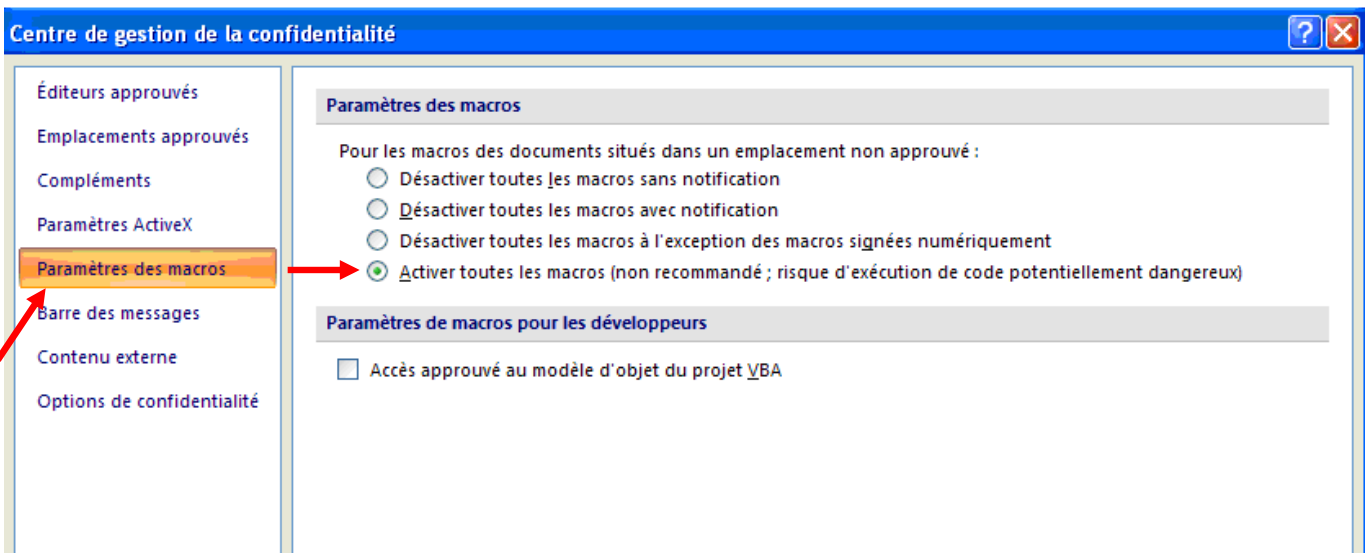 Centre de gestion de la confidentialité
Éditeurs approuvés
Emplacements approuvés
Compléments
Paramètres ActiveX
Paramètres des macros
Barre des messages
Contenu externe
Options de confidentialité
Paramètres des macros
Pour les macros des documents situés dans un emplacement non approuvé :
Désactiver toutes les macros sans notification
Désactiver toutes les macros avec notification
Désactiver toutes les macros à l'exception des macros signées numériquement
Activer toutes les macros (non recommandé ; risque d'exécution de code potentiellement dangereux)
Paramètres de macros pour les développeurs
Accès approuvé au modèle d'objet du projet VBA